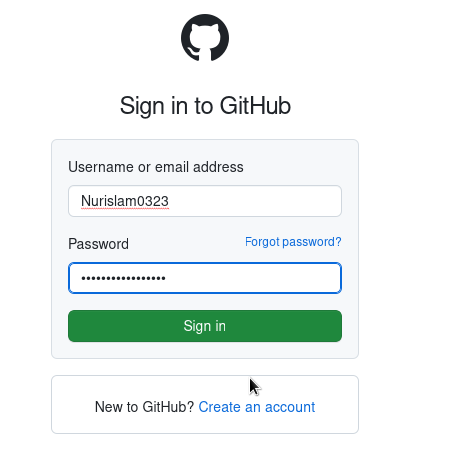 Sign in to GitHub
Username or email address
Nurislam0323
Password Forgot password?
•••••••••••••••••
Sign in
New to GitHub? Create an account